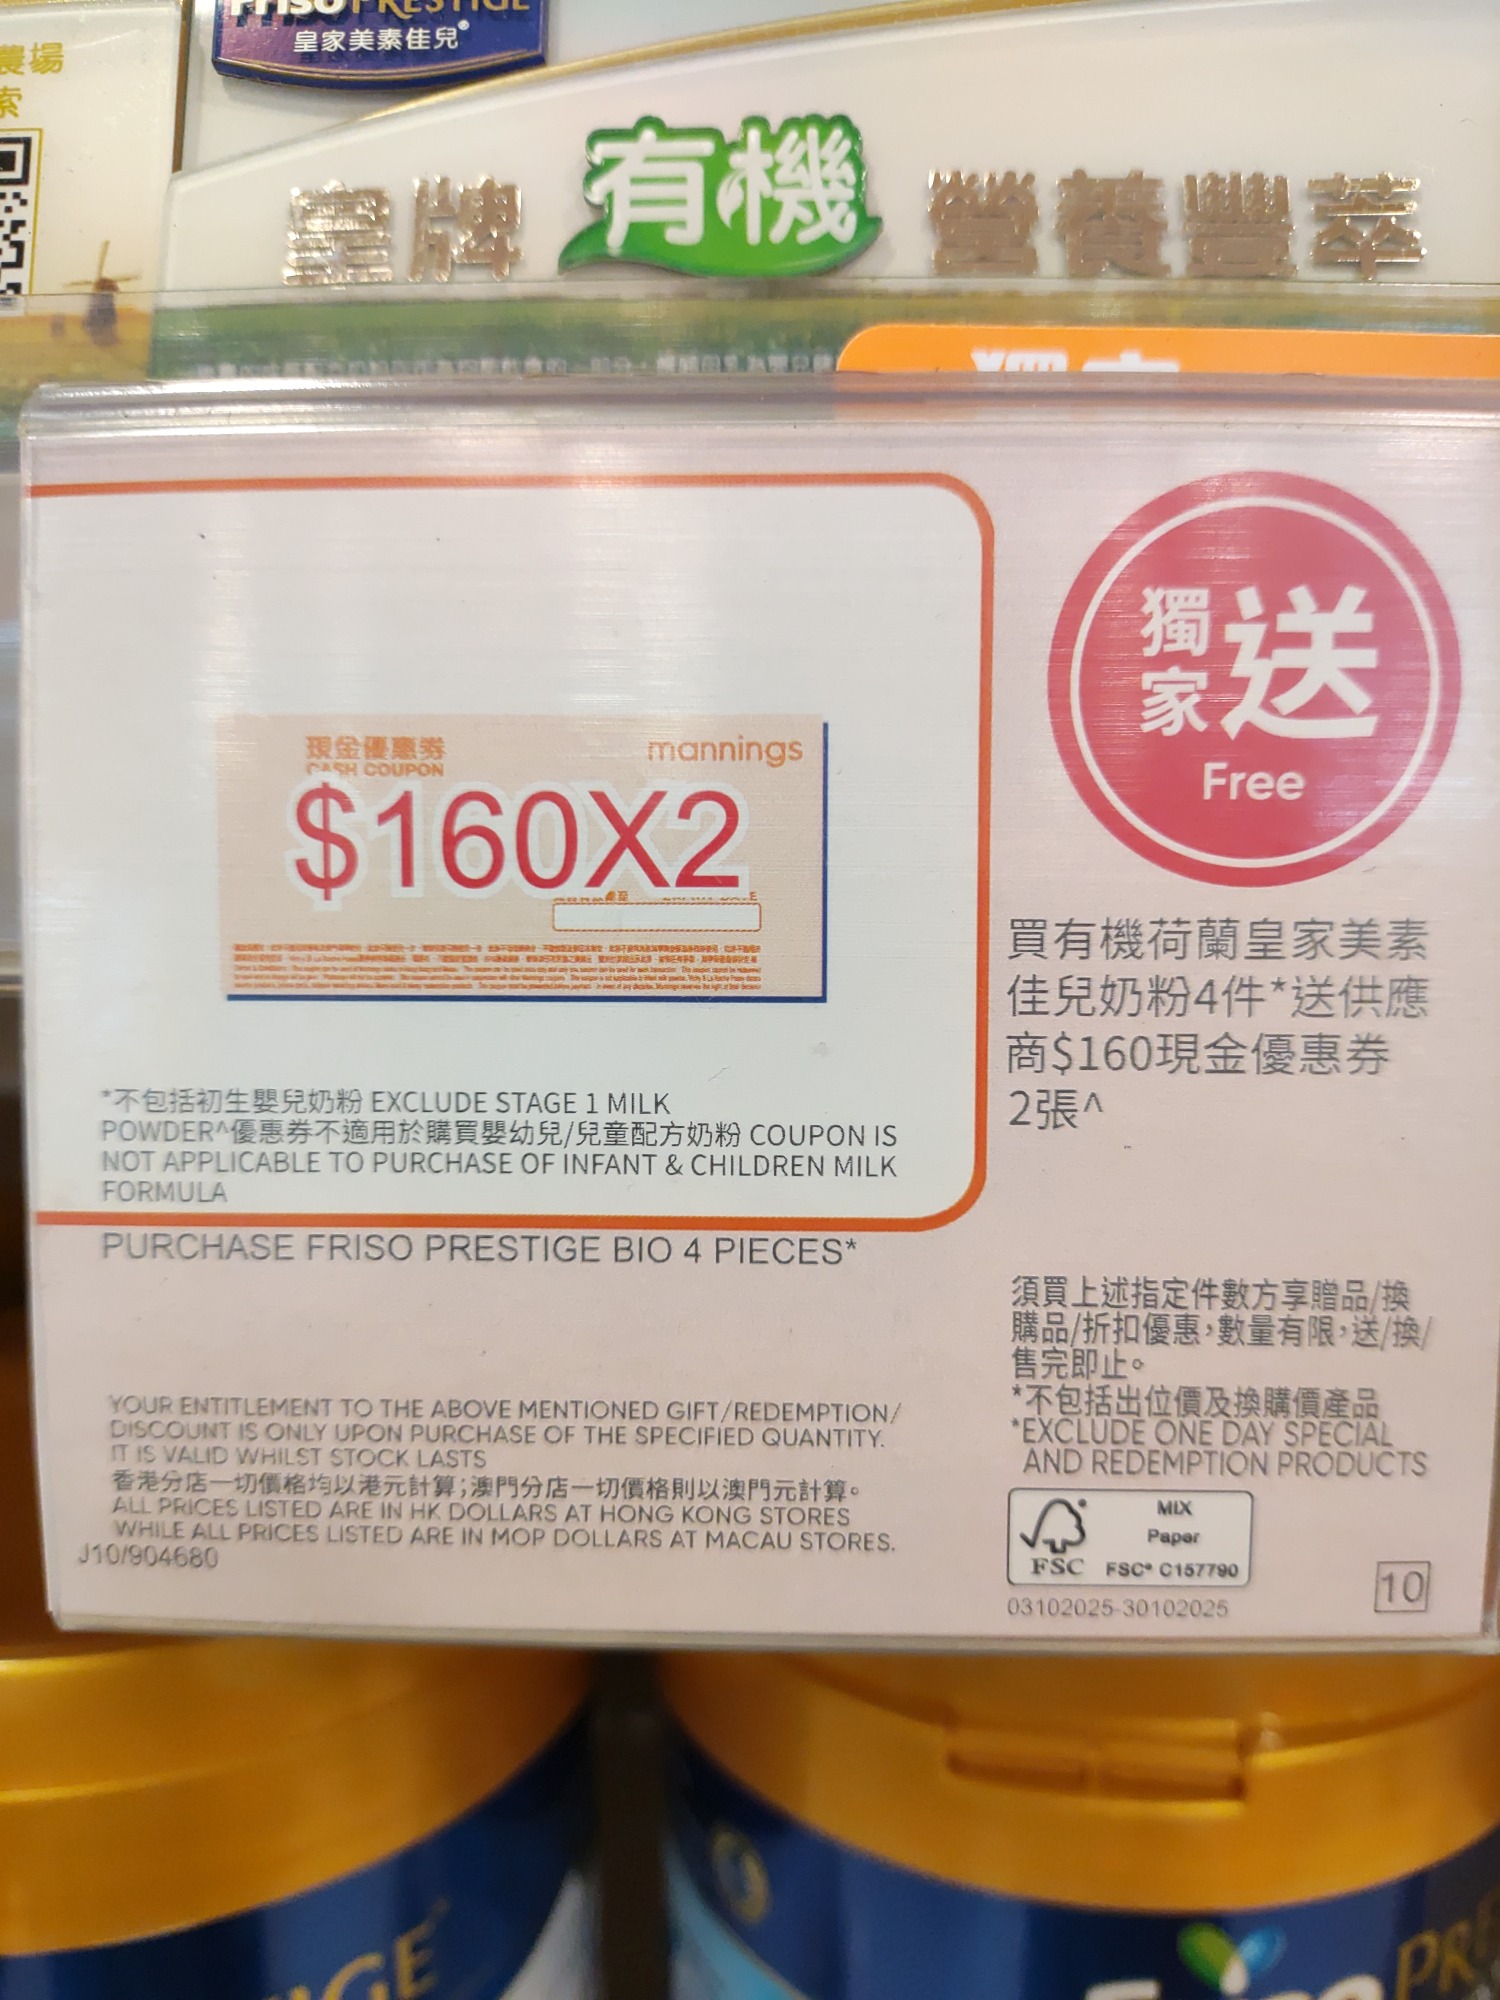 Friso PRESTIGE
皇家美素佳兒®
農場
索
皇牌 有機 營養豐萃
獨家送
Free
現金優惠券
CASH COUPON
mannings
$160X2
買有機荷蘭皇家美素
佳兒奶粉4件*送供應
商$160現金優惠券
2張^
*不包括初生嬰兒奶粉 EXCLUDE STAGE 1 MILK
POWDER^優惠券不適用於購買嬰幼兒/兒童配方奶粉 COUPON IS
NOT APPLICABLE TO PURCHASE OF INFANT & CHILDREN MILK
FORMULA
PURCHASE FRISO PRESTIGE BIO 4 PIECES*
須買上述指定件數方享贈品/換
購品/折扣優惠,數量有限,送/換/
售完即止。
*不包括出位價及換購價產品
*EXCLUDE ONE DAY SPECIAL
AND REDEMPTION PRODUCTS
YOUR ENTITLEMENT TO THE ABOVE MENTIONED GIFT/REDEMPTION/
DISCOUNT IS ONLY UPON PURCHASE OF THE SPECIFIED QUANTITY.
IT IS VALID WHILST STOCK LASTS
香港分店一切價格均以港元計算;澳門分店一切價格則以澳門元計算。
ALL PRICES LISTED ARE IN HK DOLLARS AT HONG KONG STORES
WHILE ALL PRICES LISTED ARE IN MOP DOLLARS AT MACAU STORES.
J10/904680
FSC
MIX
Paper
FSC® C157790
03102025-30102025
10